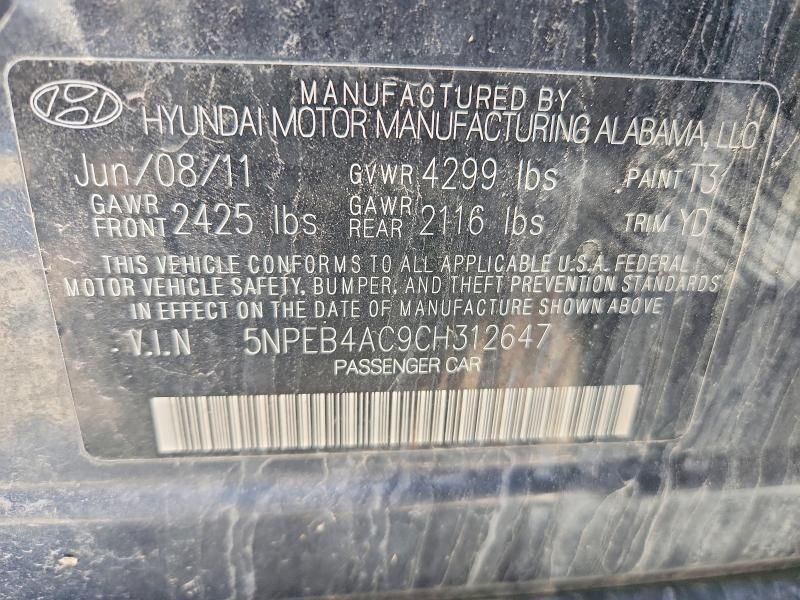 MANUFACTURED BY
HYUNDAI MOTOR MANUFACTURING ALABAMA, LLC
Jun/08/11 GVWR 4299 lbs PAINT T3
GAWR FRONT 2425 lbs GAWR REAR 2116 lbs TRIM YD
THIS VEHICLE CONFORMS TO ALL APPLICABLE U.S.A. FEDERAL
MOTOR VEHICLE SAFETY, BUMPER, AND THEFT PREVENTION STANDARDS
IN EFFECT ON THE DATE OF MANUFACTURE SHOWN ABOVE
V.I.N 5NPEB4AC9CH312647
PASSENGER CAR